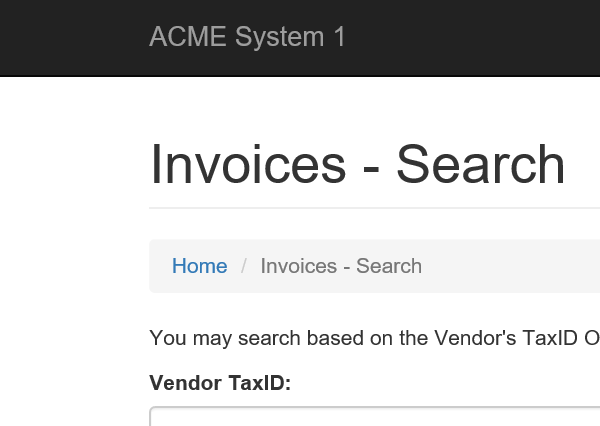 ACME System 1
Invoices - Search
Home / Invoices - Search
You may search based on the Vendor's TaxID O
Vendor TaxID: